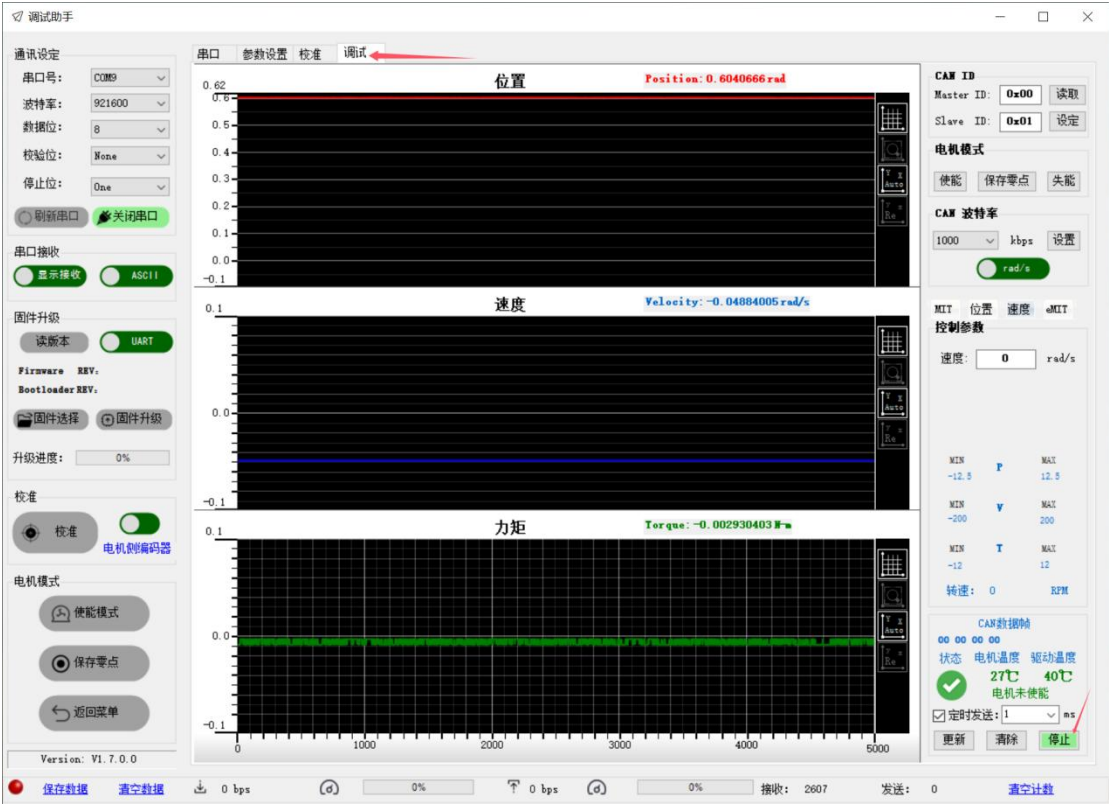 调试助手
通讯设定
串口号: COM9
波特率: 921600
数据位: 8
校验位: None
停止位: One
刷新串口 关闭串口
串口接收
显示接收 ASCII
固件升级
读版本 UART
Firmware REV:
Bootloader REV:
固件选择 固件升级
升级进度: 0%
校准
校准
电机侧编码器
电机模式
使能模式
保存零点
返回菜单
Version: V1.7.0.0
串口 参数设置 校准 调试
位置 Position:0.6040666rad
0.62
0.6
0.5
0.4
0.3
0.2
0.1
0.0
-0.1
Y X
Auto
Y X
Re
速度 Velocity:-0.04884005rad/s
0.1
0.0
-0.1
Y X
Auto
Y X
Re
力矩 Torque:-0.002930403N-m
0.1
0.0
-0.1
Y X
Auto
Y X
Re
0 1000 2000 3000 4000 5000
CAN ID
Master ID: 0x00 读取
Slave ID: 0x01 设定
电机模式
使能 保存零点 失能
CAN 波特率
1000 kbps 设置
rad/s
MIT 位置 速度 eMIT
控制参数
速度: 0 rad/s
MIN P MAX
-12.5 12.5
MIN V MAX
-200 200
MIN T MAX
-12 12
转速: 0 RPM
CAN数据帧
00 00 00 00
状态 电机温度 驱动温度
27℃ 40℃
电机未使能
定时发送: 1 ms
更新 清除 停止
保存数据 清空数据 0 bps 0% 0 bps 0% 接收: 2607 发送: 0 清空计数